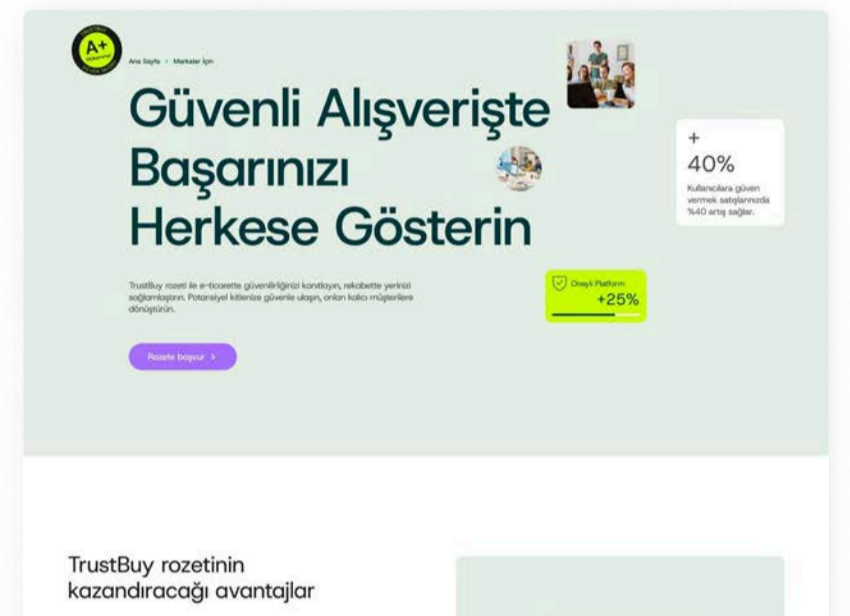 TRUSTBUY
A+
Mükemmel
Ana Sayfa • Markalar İçin
Güvenli Alışverişte
Başarınızı
Herkese Gösterin
TrustBuy rozeti ile e-ticarette güvenilirliğinizi kanıtlayın, rekabette yerinizi
sağlamlaştırın. Potansiyel kitlenize güvenle ulaşın, onları kalıcı müşterilere
dönüştürün.
Rozete başvur >
+
40%
Kullanıcılara güven
vermek satışlarınızda
%40 artış sağlar.
Onaylı Platform
+25%
TrustBuy rozetinin
kazandıracağı avantajlar